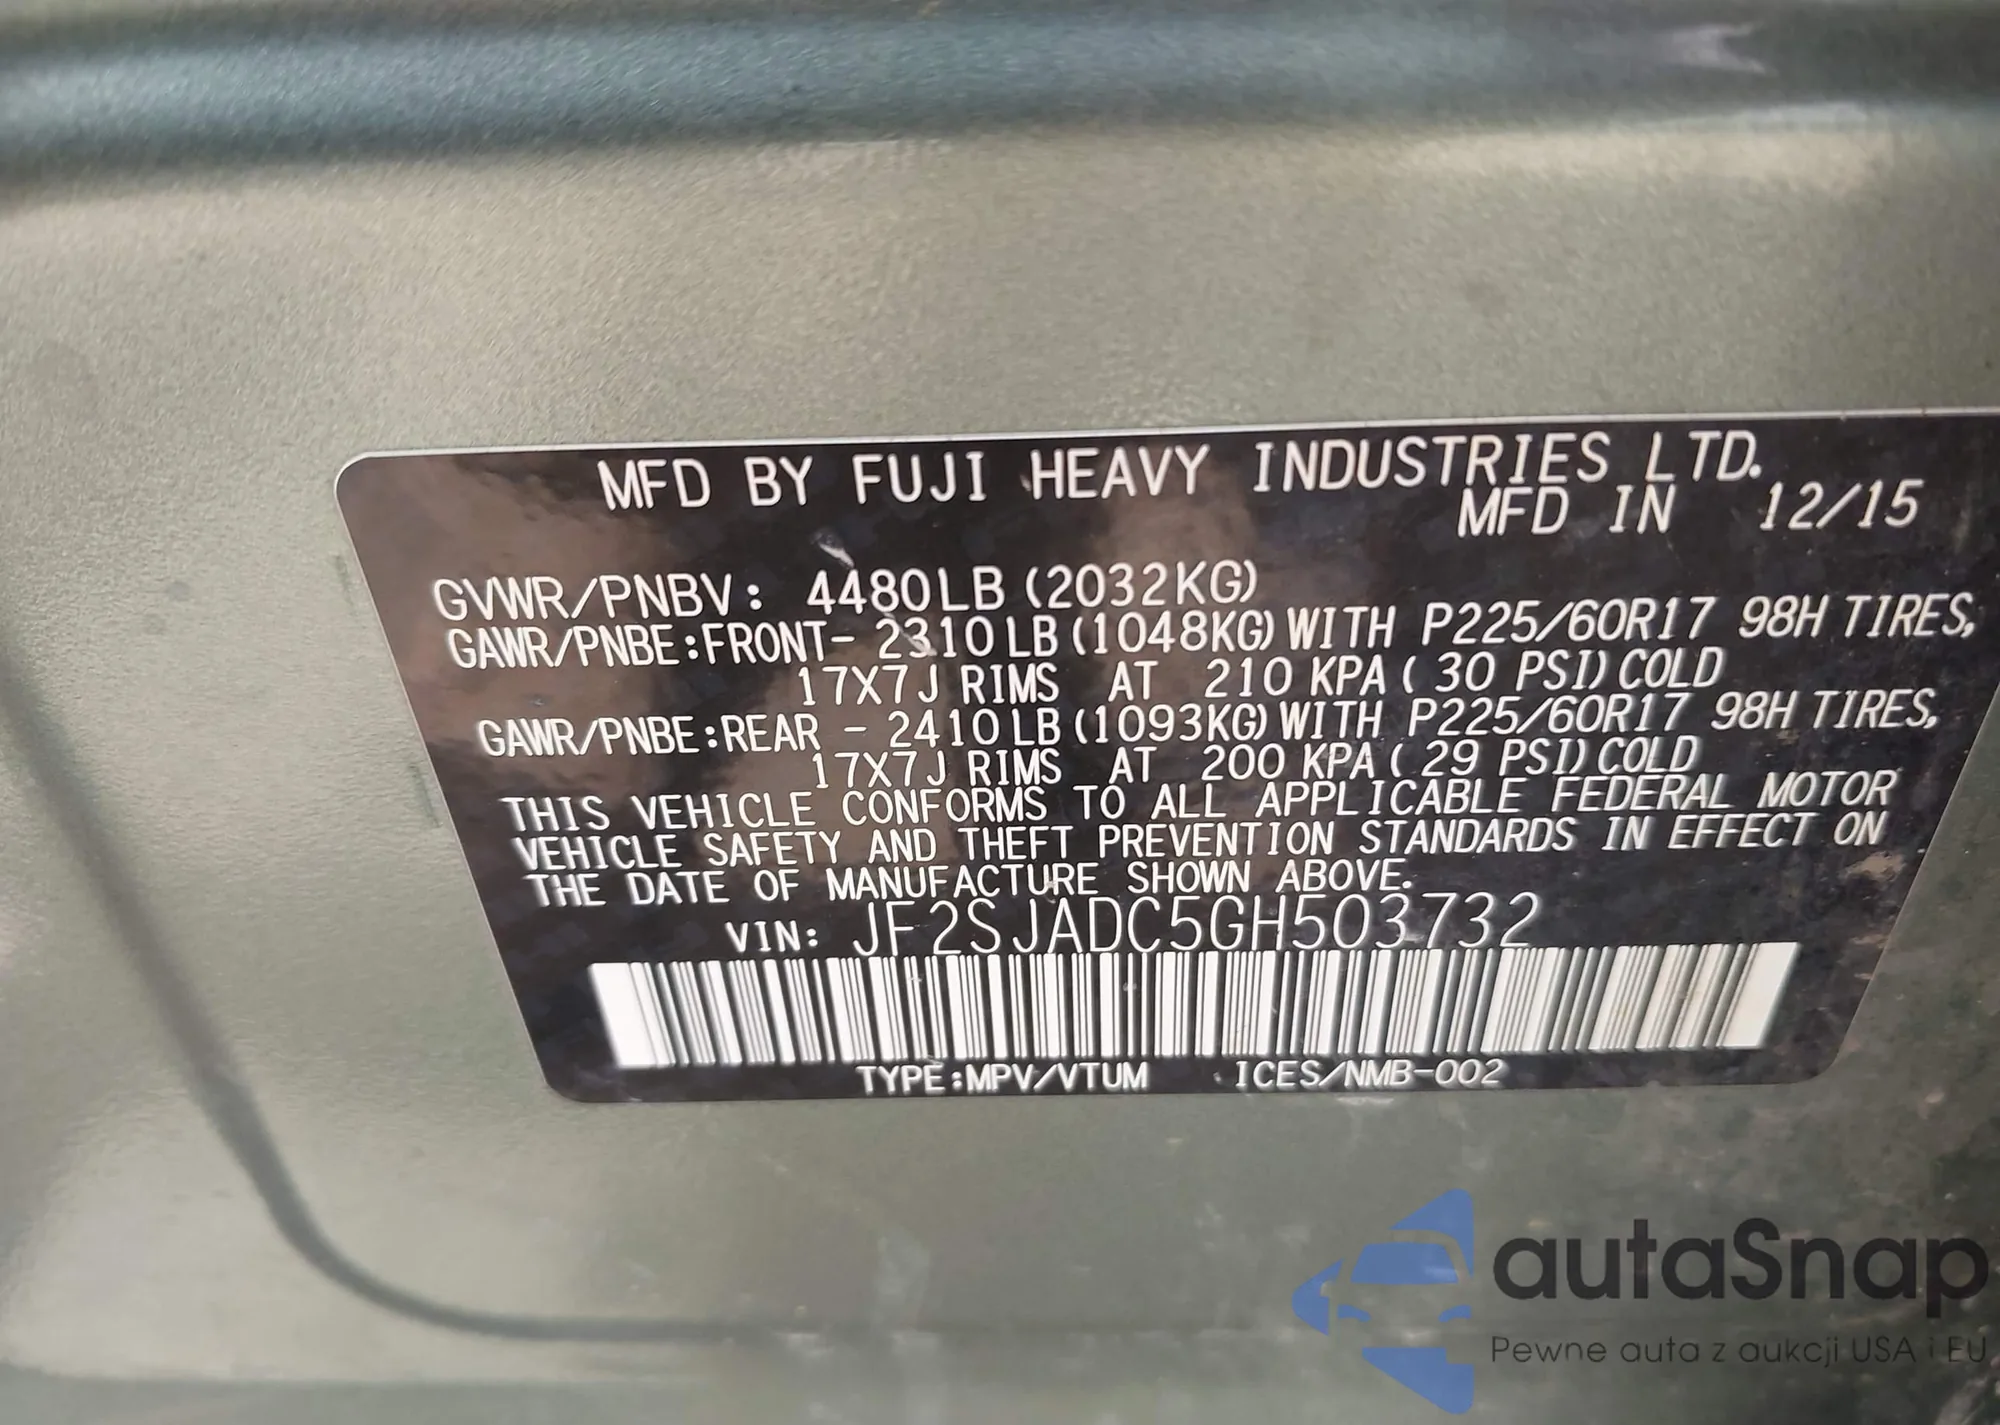 MFD BY FUJI HEAVY INDUSTRIES LTD.
MFD IN 12/15
GVWR/PNBV: 4480LB (2032KG)
GAWR/PNBE:FRONT- 2310 LB (1048KG) WITH P225/60R17 98H TIRES,
17X7J RIMS AT 210 KPA ( 30 PSI) COLD
GAWR/PNBE:REAR - 2410 LB (1093KG) WITH P225/60R17 98H TIRES,
17X7J RIMS AT 200 KPA ( 29 PSI) COLD
THIS VEHICLE CONFORMS TO ALL APPLICABLE FEDERAL MOTOR
VEHICLE SAFETY AND THEFT PREVENTION STANDARDS IN EFFECT ON
THE DATE OF MANUFACTURE SHOWN ABOVE.
VIN: JF2SJADC5GH503732
TYPE:MPV/VTUM ICES/NMB-002
autaSnap
Pewne auta z aukcji USA i EU